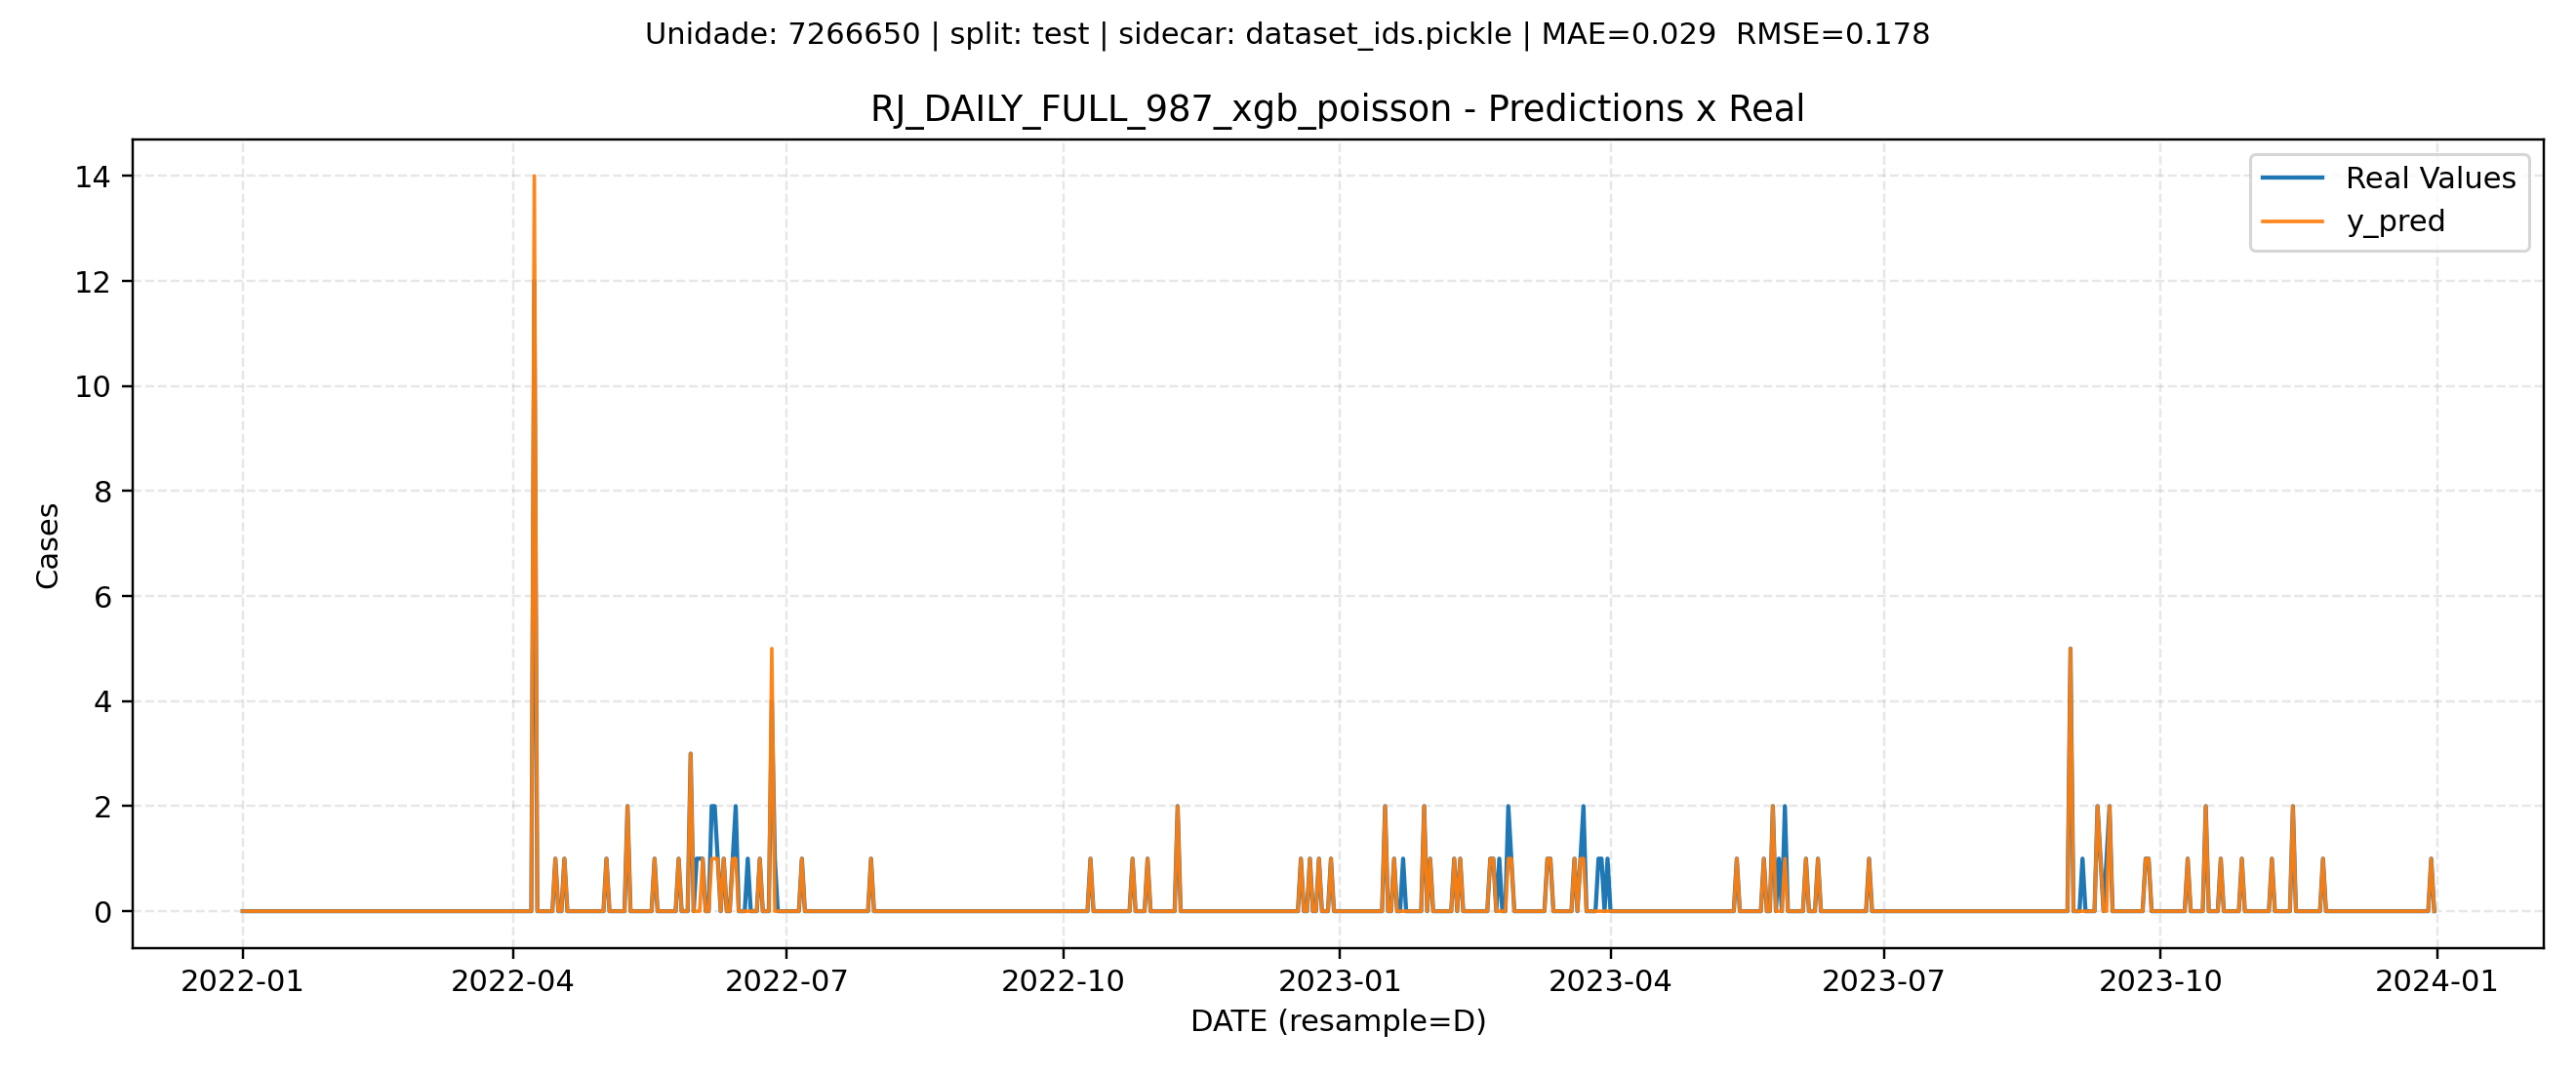 Unidade: 7266650 | split: test | sidecar: dataset_ids.pickle | MAE=0.029  RMSE=0.178
RJ_DAILY_FULL_987_xgb_poisson - Predictions x Real
Real Values
y_pred
14
12
10
8
6
4
2
0
Cases
2022-01
2022-04
2022-07
2022-10
2023-01
2023-04
2023-07
2023-10
2024-01
DATE (resample=D)